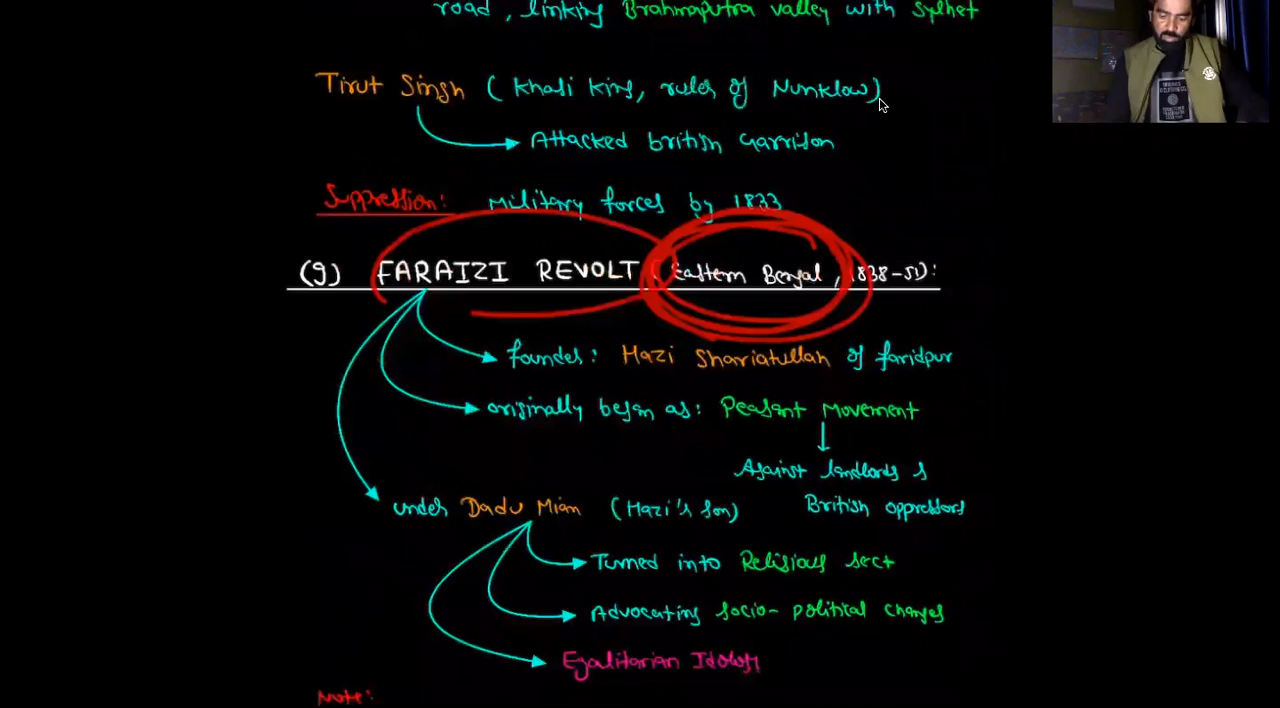 road, linking Brahmaputra valley with Sylhet
Tirut Singh (Khasi King, ruler of Nunklow)
Attacked british Garrison
Suppression: Military forces by 1833
(9) FARAIZI REVOLT (Eastern Bengal, 1838-51):
founder: Hazi Shariatullah of faridpur
originally began as: Peasant Movement
Against landlords &
British oppressors
under Dadu Mian (Hazi's son)
Turned into Religious sect
Advocating socio-political changes
Egalitarian Idology
Note: